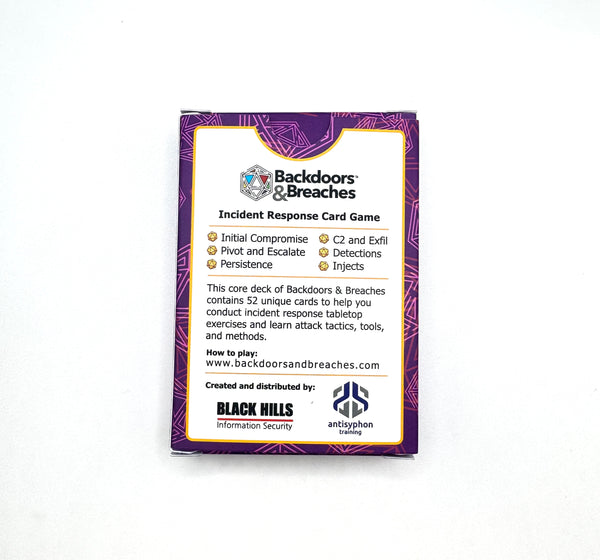 Backdoors™
&Breaches
Incident Response Card Game
Initial Compromise
Pivot and Escalate
Persistence
C2 and Exfil
Detections
Injects
This core deck of Backdoors & Breaches
contains 52 unique cards to help you
conduct incident response tabletop
exercises and learn attack tactics, tools,
and methods.
How to play:
www.backdoorsandbreaches.com
Created and distributed by:
BLACK HILLS
Information Security
antisyphon
training